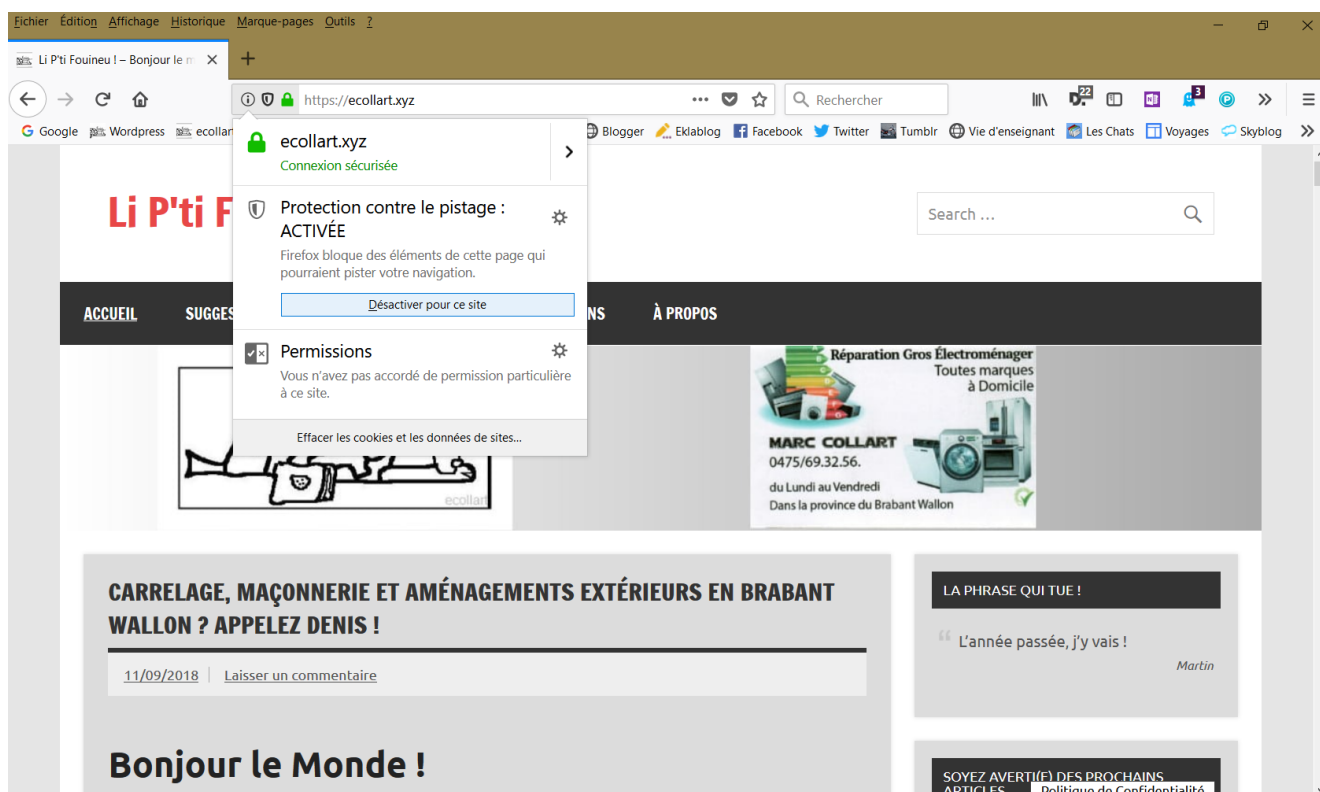 Fichier Édition Affichage Historique Marque-pages Outils ?
Li P'ti Fouineu ! – Bonjour le m
https://ecollart.xyz
Rechercher
22
3
Google Wordpress ecollart Blogger Eklablog Facebook Twitter Tumblr Vie d'enseignant Les Chats Voyages Skyblog
ecollart.xyz
Connexion sécurisée
Protection contre le pistage :
ACTIVÉE
Firefox bloque des éléments de cette page qui
pourraient pister votre navigation.
Désactiver pour ce site
Permissions
Vous n'avez pas accordé de permission particulière
à ce site.
Effacer les cookies et les données de sites...
Li P'ti F
Search ...
ACCUEIL SUGGES NS À PROPOS
ecollart
Réparation Gros Électroménager
Toutes marques
à Domicile
MARC COLLART
0475/69.32.56.
du Lundi au Vendredi
Dans la province du Brabant Wallon
CARRELAGE, MAÇONNERIE ET AMÉNAGEMENTS EXTÉRIEURS EN BRABANT
WALLON ? APPELEZ DENIS !
11/09/2018 Laisser un commentaire
Bonjour le Monde !
LA PHRASE QUI TUE !
“ L'année passée, j'y vais !
Martin
SOYEZ AVERTI(E) DES PROCHAINS
ARTICLES
Politique de Confidentialité